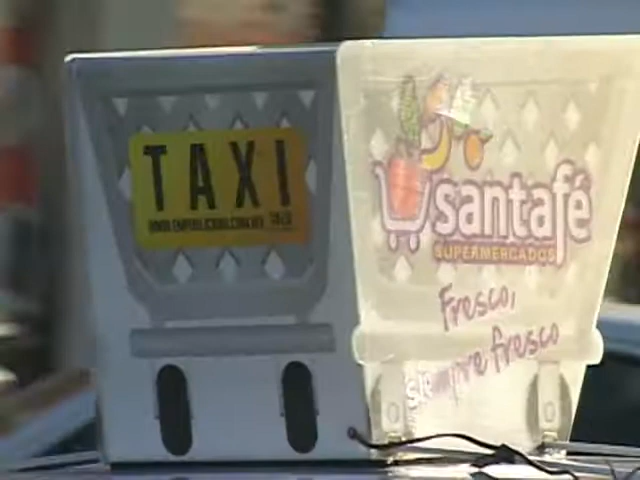 TAXI
santafé
SUPERMERCADOS
Fresco,
siempre fresco